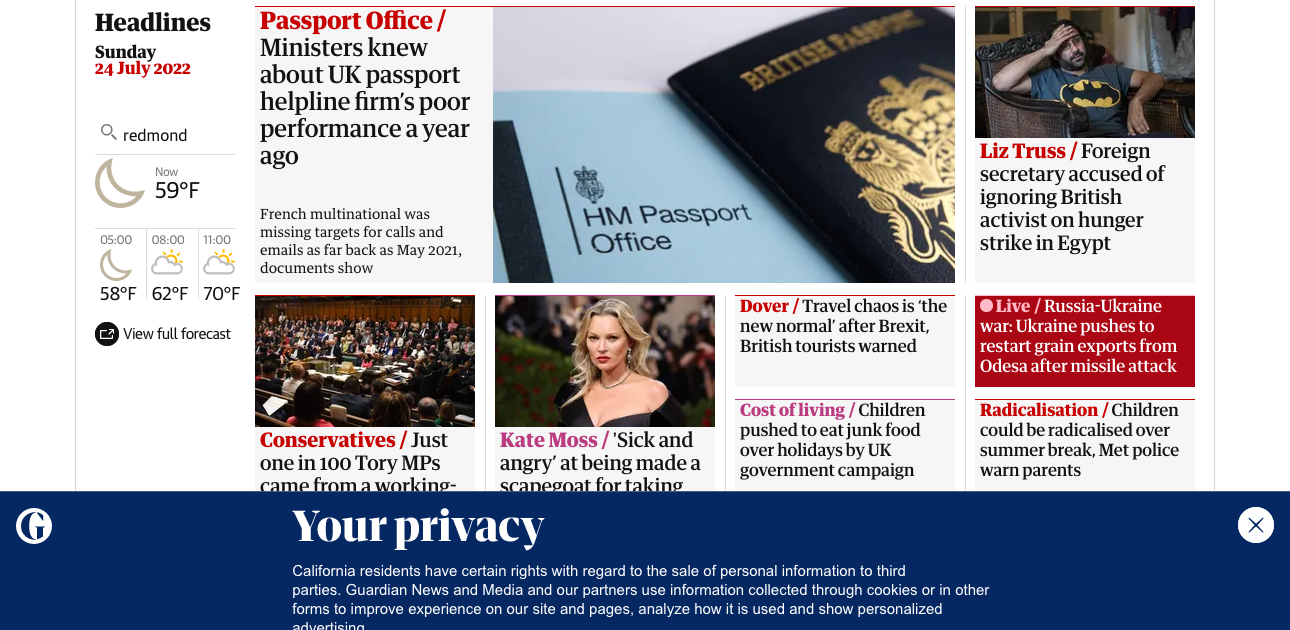 Headlines
Sunday
24 July 2022
redmond
Now
59°F
05:00
08:00
11:00
58°F
62°F
70°F
View full forecast
Passport Office /
Ministers knew
about UK passport
helpline firm's poor
performance a year
ago
French multinational was
missing targets for calls and
emails as far back as May 2021,
documents show
BRITISH PASSPORT
HM Passport
Office
Liz Truss / Foreign
secretary accused of
ignoring British
activist on hunger
strike in Egypt
Conservatives / Just
one in 100 Tory MPs
came from a working-
Kate Moss / 'Sick and
angry' at being made a
scapegoat for taking
Dover / Travel chaos is 'the
new normal' after Brexit,
British tourists warned
Cost of living / Children
pushed to eat junk food
over holidays by UK
government campaign
Live / Russia-Ukraine
war: Ukraine pushes to
restart grain exports from
Odesa after missile attack
Radicalisation / Children
could be radicalised over
summer break, Met police
warn parents
G
Your privacy
California residents have certain rights with regard to the sale of personal information to third
parties. Guardian News and Media and our partners use information collected through cookies or in other
forms to improve experience on our site and pages, analyze how it is used and show personalized
advertising.